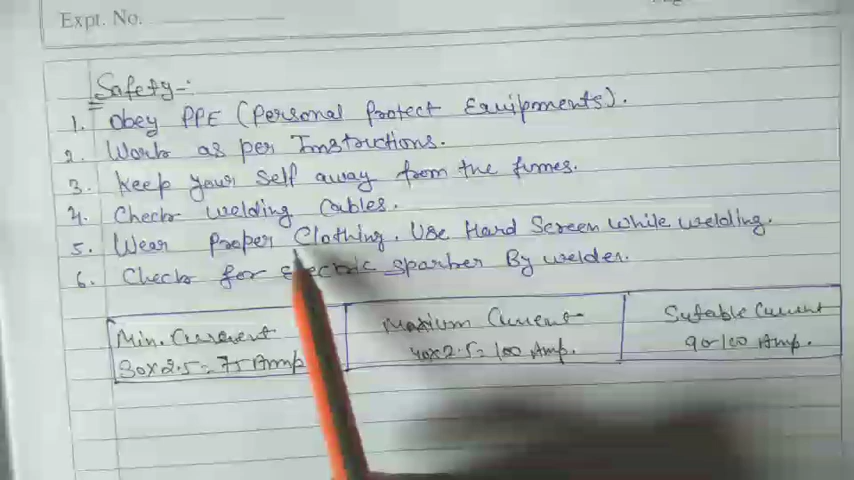 Expt. No.
Safety-:
1. Obey PPE (Personal Protect Equipments).
2. Work as per Instructions.
3. Keep your Self away from the fumes.
4. Check welding Cables.
5. Wear Proper Clothing. Use Hand Screen While welding.
6. Check for Electric sparker By welder.
Min. Current Maxium Current Sutable Current
30x2.5=75 Amp 40x2.5=100 Amp. 90-100 Amp.